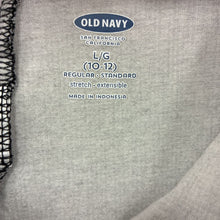 OLD NAVY
SAN FRANCISCO
CALIFORNIA
L/G
(10-12)
REGULAR - STANDARD
stretch - extensible
MADE IN INDONESIA